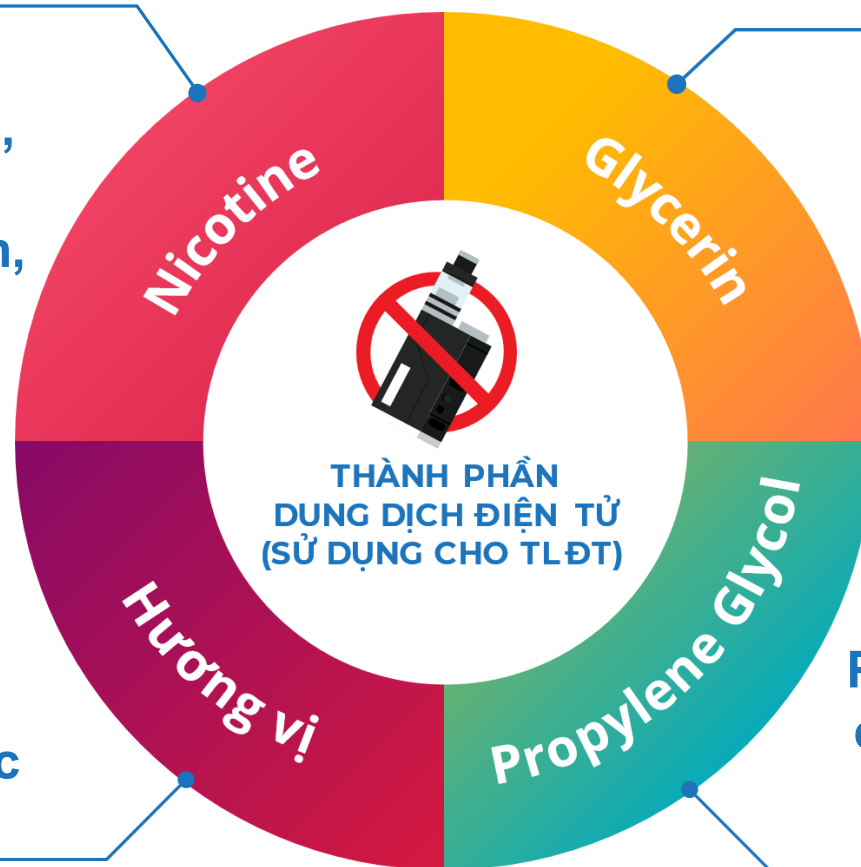 Nicotine
Glycerin
THÀNH PHẦN
DUNG DỊCH ĐIỆN TỬ
(SỬ DỤNG CHO TLĐT)
Hương vị
Propylene Glycol